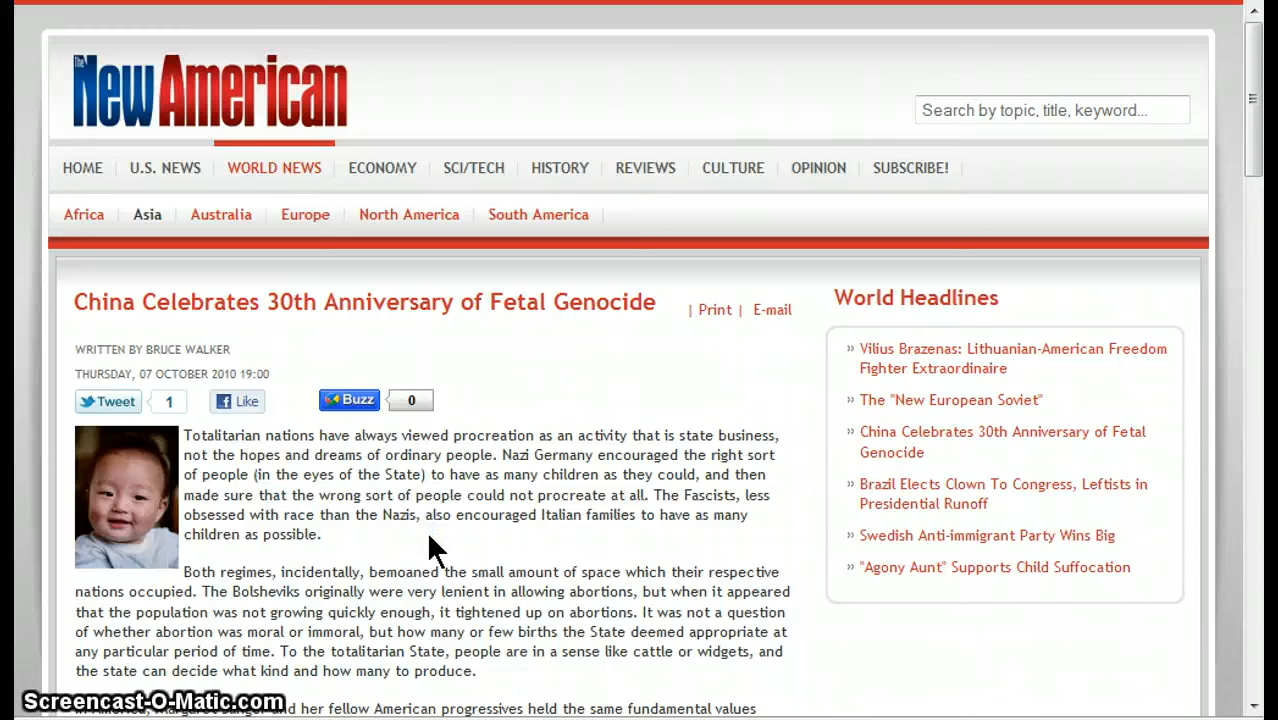 The New American
Search by topic, title, keyword...
HOME U.S. NEWS WORLD NEWS ECONOMY SCI/TECH HISTORY REVIEWS CULTURE OPINION SUBSCRIBE!
Africa Asia Australia Europe North America South America
China Celebrates 30th Anniversary of Fetal Genocide
| Print | E-mail
WRITTEN BY BRUCE WALKER
THURSDAY, 07 OCTOBER 2010 19:00
Tweet 1 Like Buzz 0
Totalitarian nations have always viewed procreation as an activity that is state business,
not the hopes and dreams of ordinary people. Nazi Germany encouraged the right sort
of people (in the eyes of the State) to have as many children as they could, and then
made sure that the wrong sort of people could not procreate at all. The Fascists, less
obsessed with race than the Nazis, also encouraged Italian families to have as many
children as possible.
Both regimes, incidentally, bemoaned the small amount of space which their respective
nations occupied. The Bolsheviks originally were very lenient in allowing abortions, but when it appeared
that the population was not growing quickly enough, it tightened up on abortions. It was not a question
of whether abortion was moral or immoral, but how many or few births the State deemed appropriate at
any particular period of time. To the totalitarian State, people are in a sense like cattle or widgets, and
the state can decide what kind and how many to produce.
and her fellow American progressives held the same fundamental values
World Headlines
» Vilius Brazenas: Lithuanian-American Freedom
Fighter Extraordinaire
» The "New European Soviet"
» China Celebrates 30th Anniversary of Fetal
Genocide
» Brazil Elects Clown To Congress, Leftists in
Presidential Runoff
» Swedish Anti-immigrant Party Wins Big
» "Agony Aunt" Supports Child Suffocation
Screencast-O-Matic.com